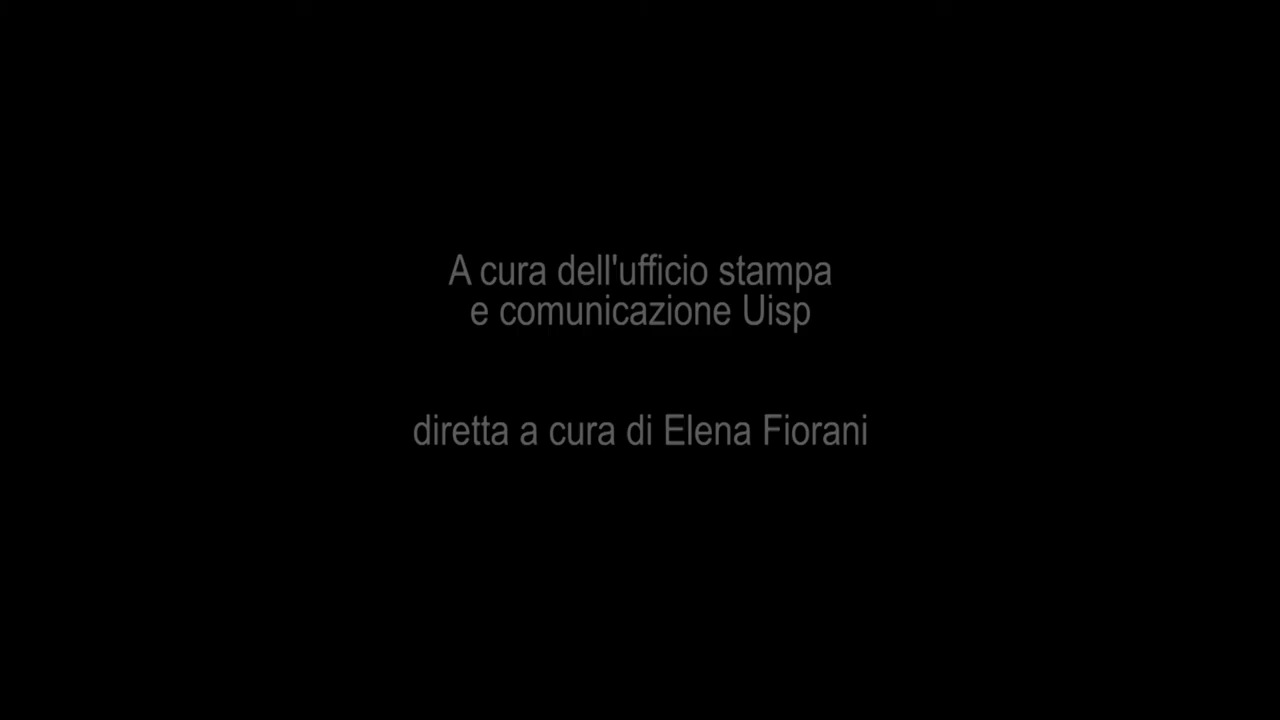 A cura dell'ufficio stampa
e comunicazione Uisp
diretta a cura di Elena Fiorani